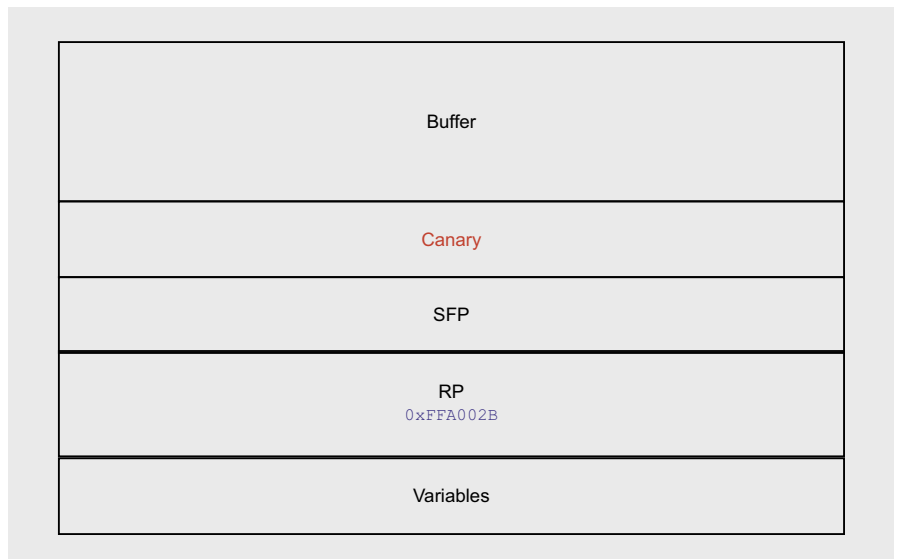 Buffer
Canary
SFP
RP
0xFFA002B
Variables